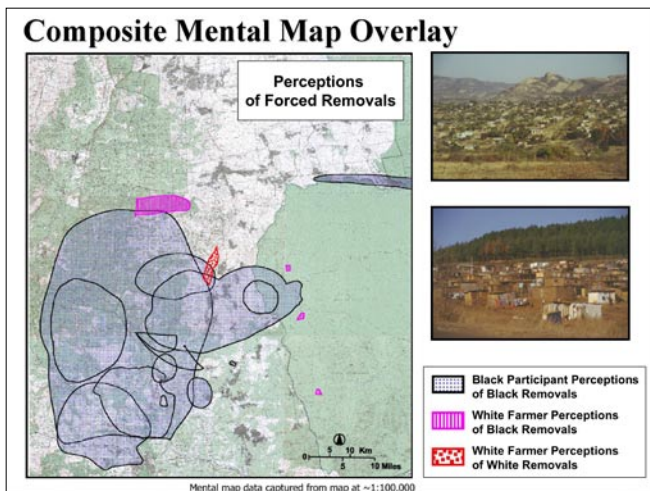 Composite Mental Map Overlay
Perceptions
of Forced Removals
Black Participant Perceptions
of Black Removals
White Farmer Perceptions
of Black Removals
White Farmer Perceptions
of White Removals
5 10 Km
0
5 10 Miles
Mental map data captured from map at ~1:100,000